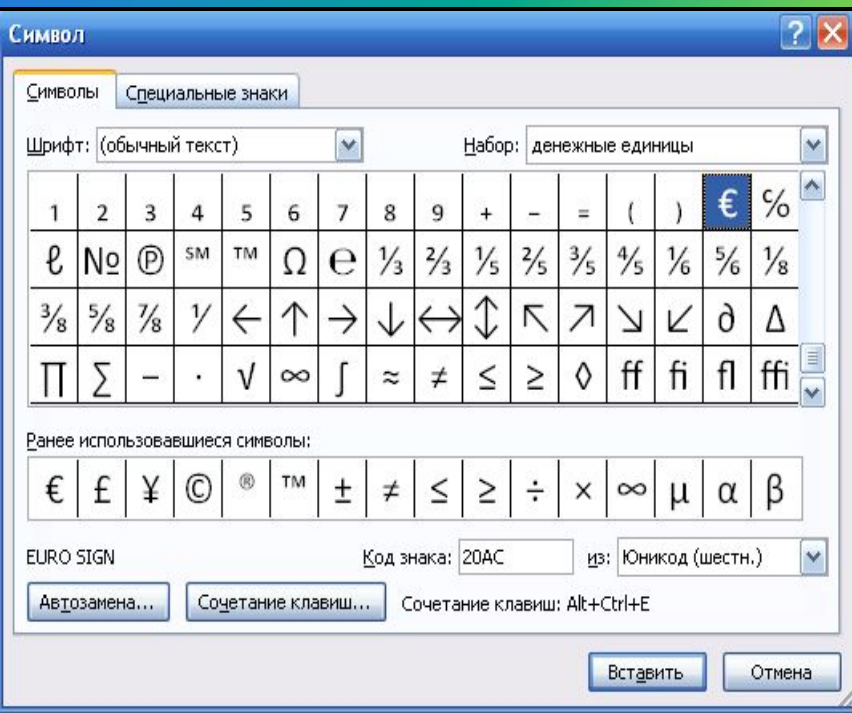 Символ
Символы Специальные знаки
Шрифт: (обычный текст) Набор: денежные единицы
1 2 3 4 5 6 7 8 9 + − = ( ) € ℅
ℓ № ℗ ℠ ™ Ω ℮ ⅓ ⅔ ⅕ ⅖ ⅗ ⅘ ⅙ ⅚ ⅛
⅜ ⅝ ⅞ ⅟ ← ↑ → ↓ ↔ ↕ ↖ ↗ ↘ ↙ ∂ ∆
∏ ∑ − ∙ √ ∞ ∫ ≈ ≠ ≤ ≥ ◊ ff fi fl ffi
Ранее использовавшиеся символы:
€ £ ¥ © ® ™ ± ≠ ≤ ≥ ÷ × ∞ µ α β
EURO SIGN Код знака: 20AC из: Юникод (шестн.)
Автозамена... Сочетание клавиш... Сочетание клавиш: Alt+Ctrl+E
Вставить Отмена